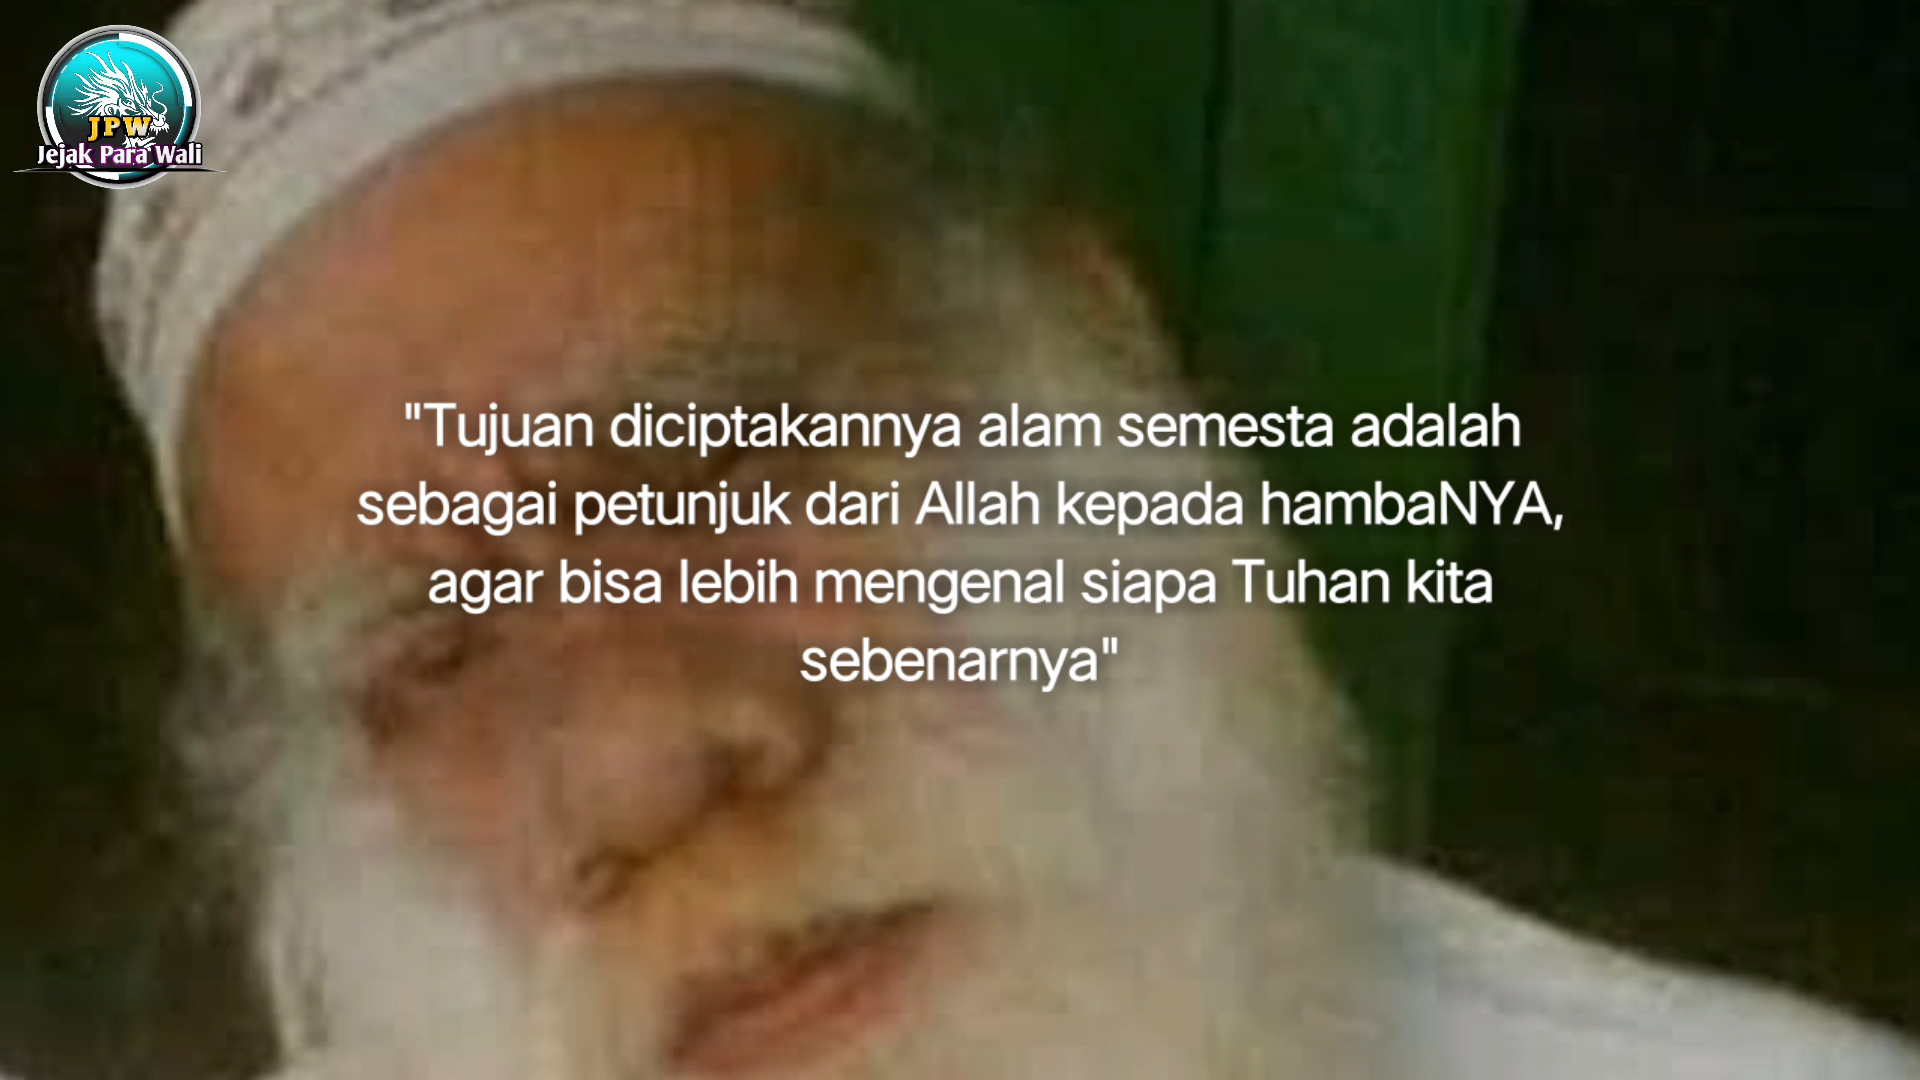 JPW
Jejak Para Wali
"Tujuan diciptakannya alam semesta adalah
sebagai petunjuk dari Allah kepada hambaNYA,
agar bisa lebih mengenal siapa Tuhan kita
sebenarnya"